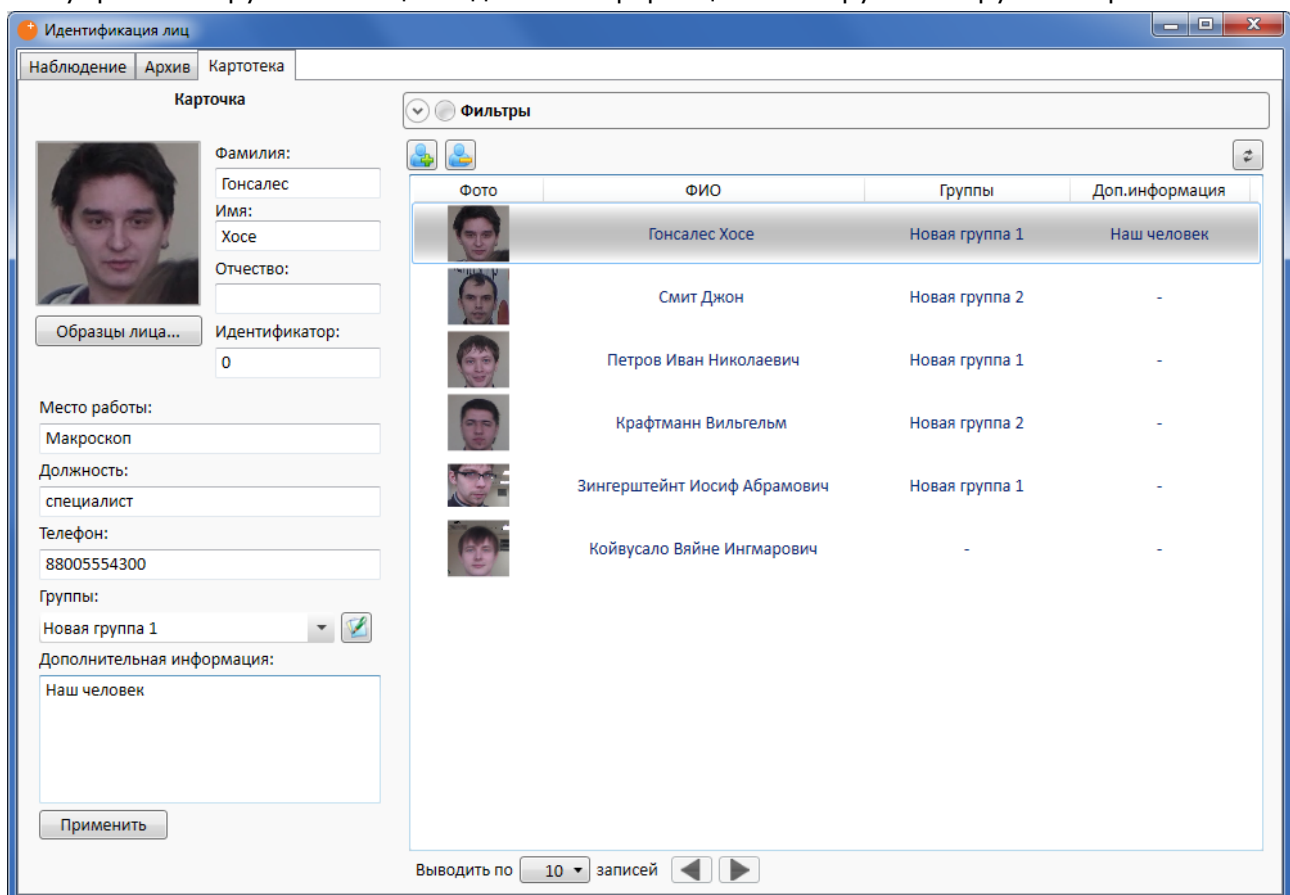 Идентификация лиц
Наблюдение Архив Картотека
Карточка
Фамилия:
Гонсалес
Имя:
Хосе
Отчество:
Образцы лица...
Идентификатор:
0
Место работы:
Макроскоп
Должность:
специалист
Телефон:
88005554300
Группы:
Новая группа 1
Дополнительная информация:
Наш человек
Применить
Фильтры
Фото ФИО Группы Доп.информация
Гонсалес Хосе Новая группа 1 Наш человек
Смит Джон Новая группа 2 -
Петров Иван Николаевич Новая группа 1 -
Крафтманн Вильгельм Новая группа 2 -
Зингерштейнт Иосиф Абрамович Новая группа 1 -
Койвусало Вяйне Ингмарович - -
Выводить по 10 записей